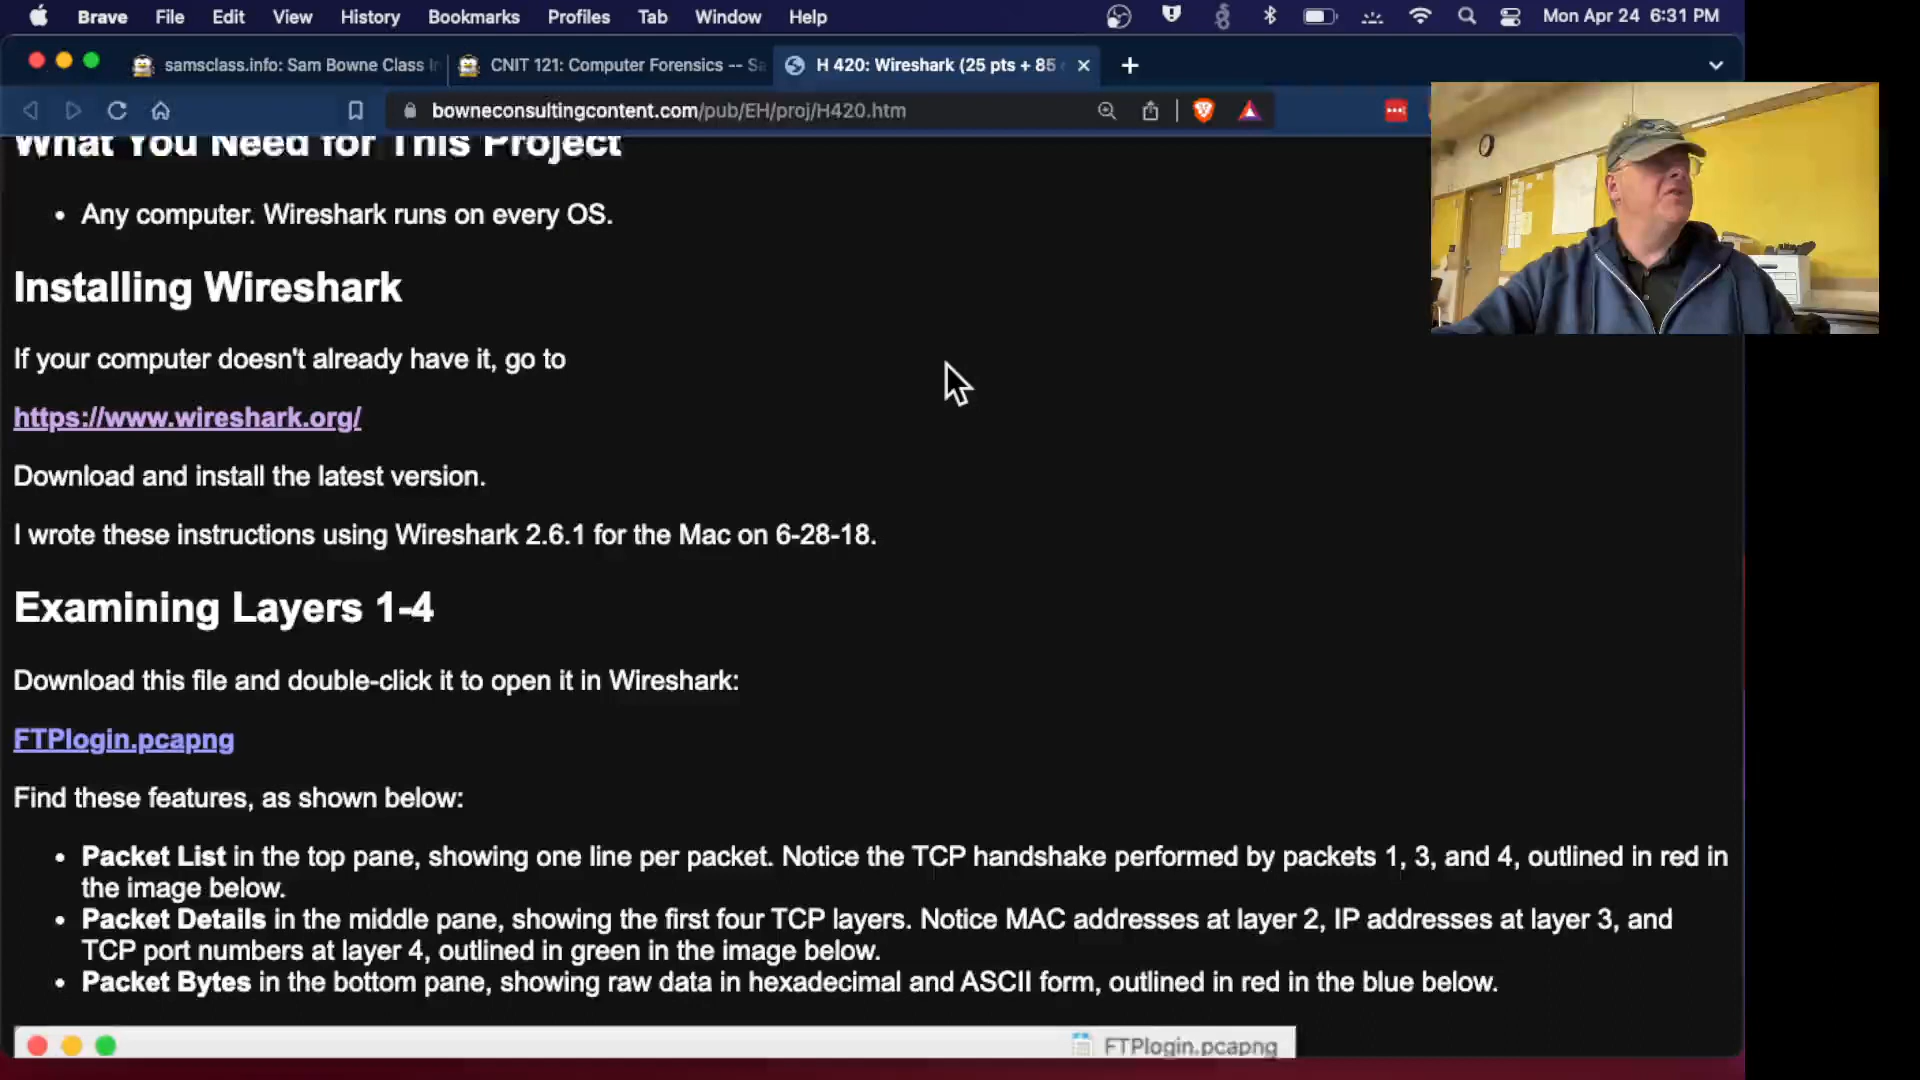 Brave File Edit View History Bookmarks Profiles Tab Window Help Mon Apr 24 6:31 PM
samsclass.info: Sam Bowne Class In
CNIT 121: Computer Forensics -- Sa
H 420: Wireshark (25 pts + 85
bowneconsultingcontent.com/pub/EH/proj/H420.htm
What You Need for This Project
• Any computer. Wireshark runs on every OS.
Installing Wireshark
If your computer doesn't already have it, go to
https://www.wireshark.org/
Download and install the latest version.
I wrote these instructions using Wireshark 2.6.1 for the Mac on 6-28-18.
Examining Layers 1-4
Download this file and double-click it to open it in Wireshark:
FTPlogin.pcapng
Find these features, as shown below:
• Packet List in the top pane, showing one line per packet. Notice the TCP handshake performed by packets 1, 3, and 4, outlined in red in
the image below.
• Packet Details in the middle pane, showing the first four TCP layers. Notice MAC addresses at layer 2, IP addresses at layer 3, and
TCP port numbers at layer 4, outlined in green in the image below.
• Packet Bytes in the bottom pane, showing raw data in hexadecimal and ASCII form, outlined in red in the blue below.
FTPlogin.pcapng